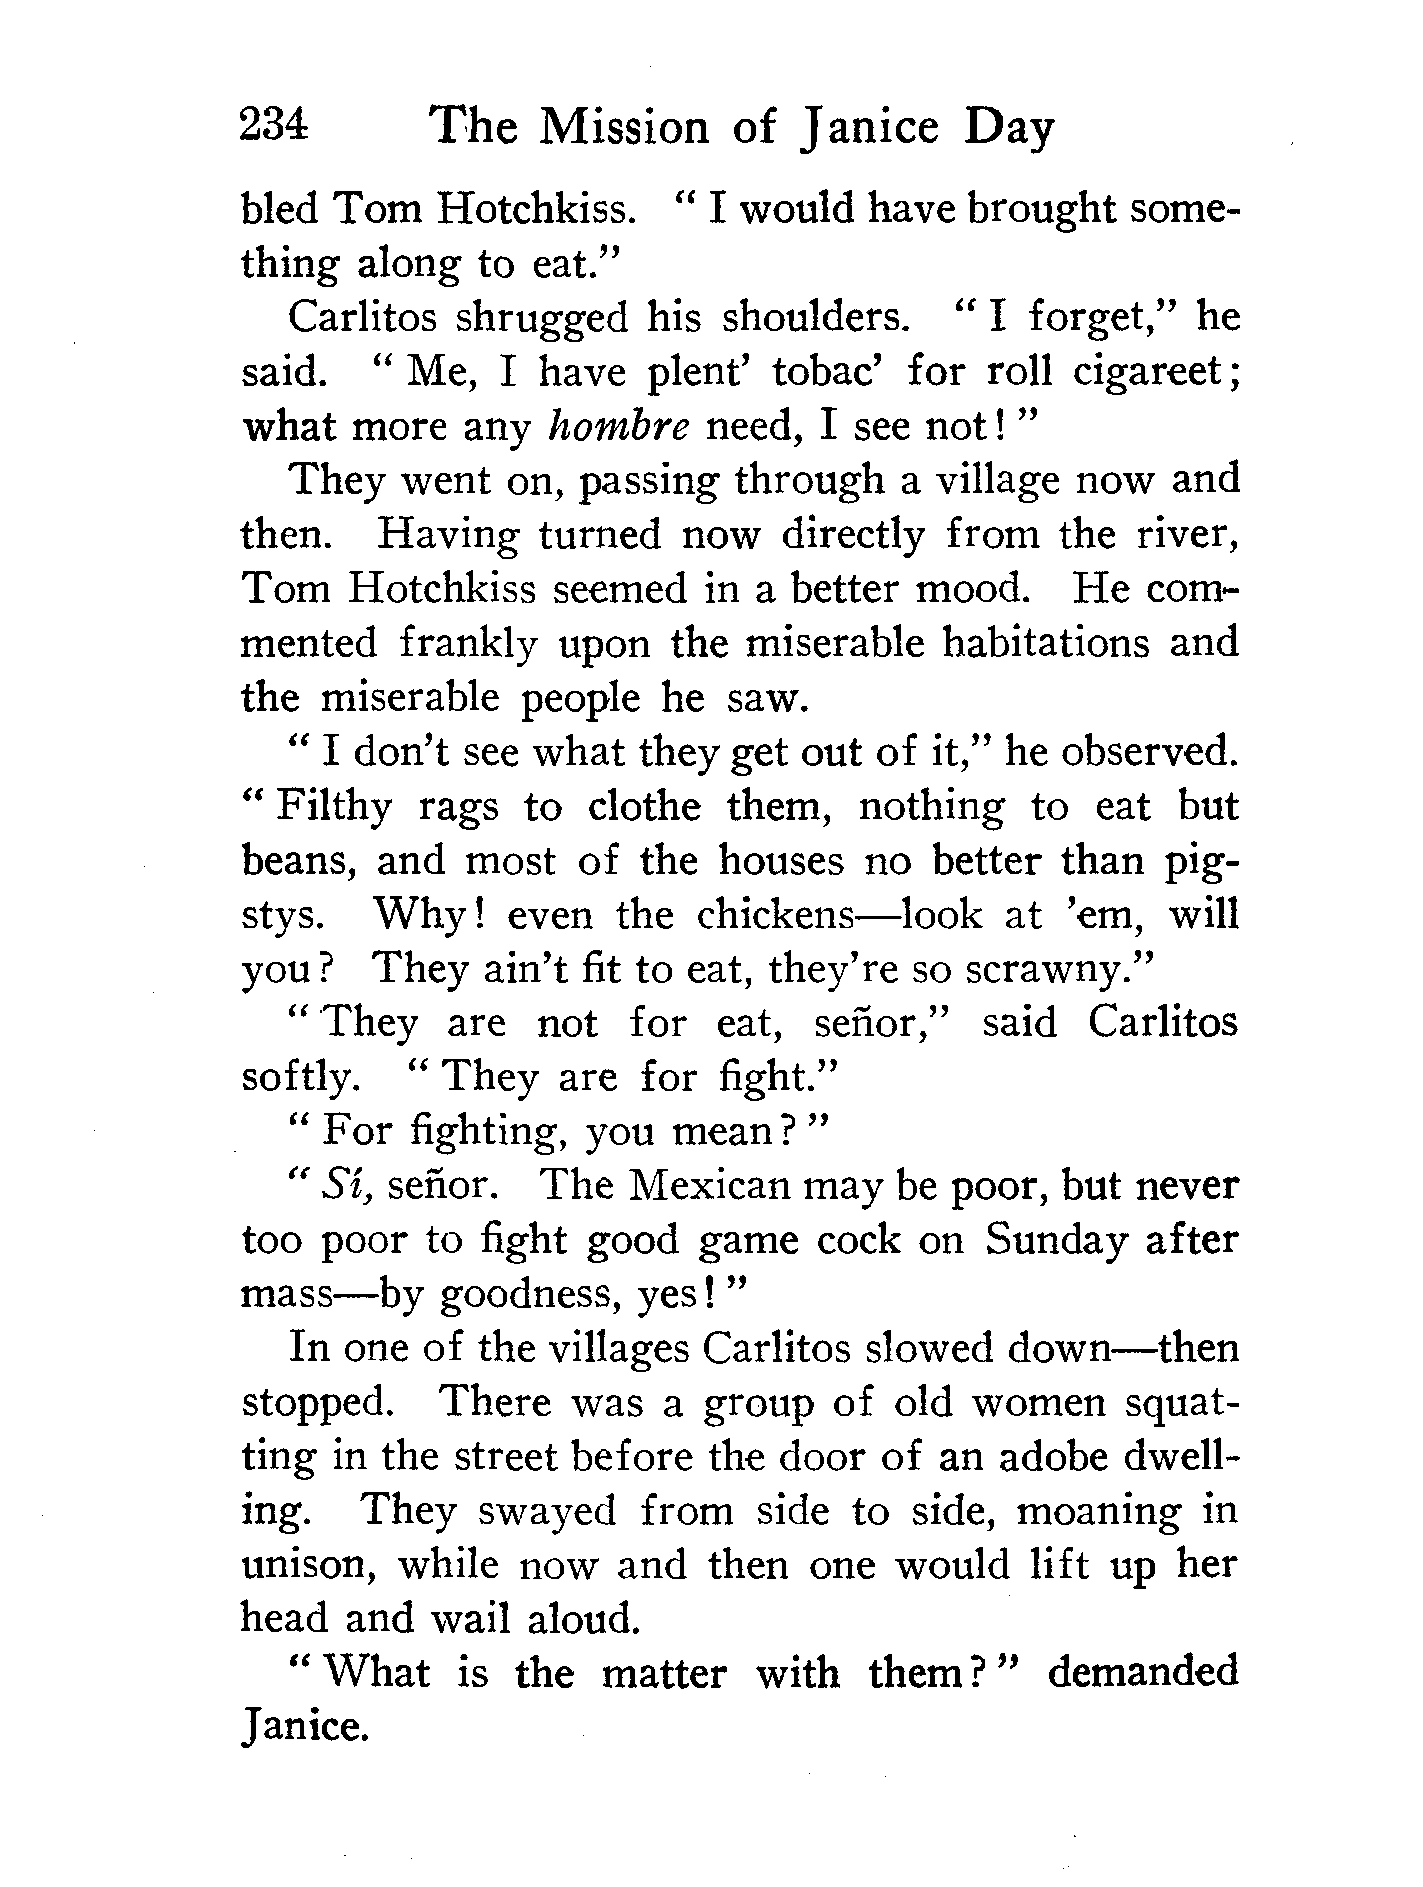 234 The Mission of Janice Day
bled Tom Hotchkiss. “ I would have brought some-
thing along to eat.”
Carlitos shrugged his shoulders. “ I forget,” he
said. “ Me, I have plent’ tobac’ for roll cigareet;
what more any hombre need, I see not! ”
They went on, passing through a village now and
then. Having turned now directly from the river,
Tom Hotchkiss seemed in a better mood. He com-
mented frankly upon the miserable habitations and
the miserable people he saw.
“ I don’t see what they get out of it,” he observed.
“ Filthy rags to clothe them, nothing to eat but
beans, and most of the houses no better than pig-
stys. Why! even the chickens—look at ’em, will
you? They ain’t fit to eat, they’re so scrawny.”
“ They are not for eat, señor,” said Carlitos
softly. “ They are for fight.”
“ For fighting, you mean? ”
“ Sí, señor. The Mexican may be poor, but never
too poor to fight good game cock on Sunday after
mass—by goodness, yes! ”
In one of the villages Carlitos slowed down—then
stopped. There was a group of old women squat-
ting in the street before the door of an adobe dwell-
ing. They swayed from side to side, moaning in
unison, while now and then one would lift up her
head and wail aloud.
“ What is the matter with them? ” demanded
Janice.